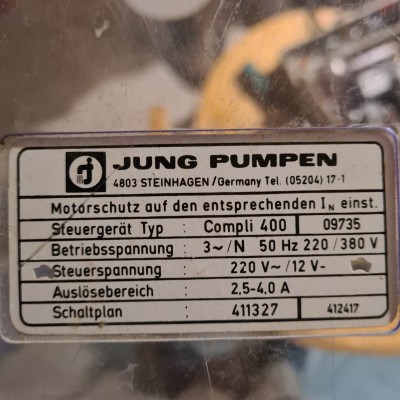 JUNG PUMPEN
4803 STEINHAGEN/Germany Tel. (05204) 17-1
Motorschutz auf den entsprechenden IN einst.
Steuergerät Typ : Compli 400 09735
Betriebsspannung : 3~/N 50 Hz 220/380 V
Steuerspannung : 220 V~/12 V-
Auslösebereich : 2,5-4,0 A
Schaltplan : 411327 412417